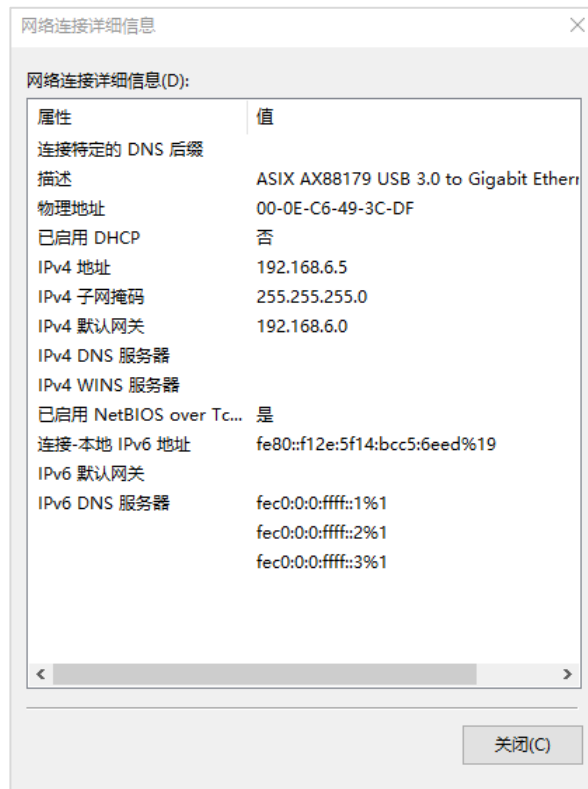 网络连接详细信息
网络连接详细信息(D):
属性 值
连接特定的 DNS 后缀
描述 ASIX AX88179 USB 3.0 to Gigabit Ethern
物理地址 00-0E-C6-49-3C-DF
已启用 DHCP 否
IPv4 地址 192.168.6.5
IPv4 子网掩码 255.255.255.0
IPv4 默认网关 192.168.6.0
IPv4 DNS 服务器
IPv4 WINS 服务器
已启用 NetBIOS over Tc... 是
连接-本地 IPv6 地址 fe80::f12e:5f14:bcc5:6eed%19
IPv6 默认网关
IPv6 DNS 服务器 fec0:0:0:ffff::1%1
fec0:0:0:ffff::2%1
fec0:0:0:ffff::3%1
关闭(C)